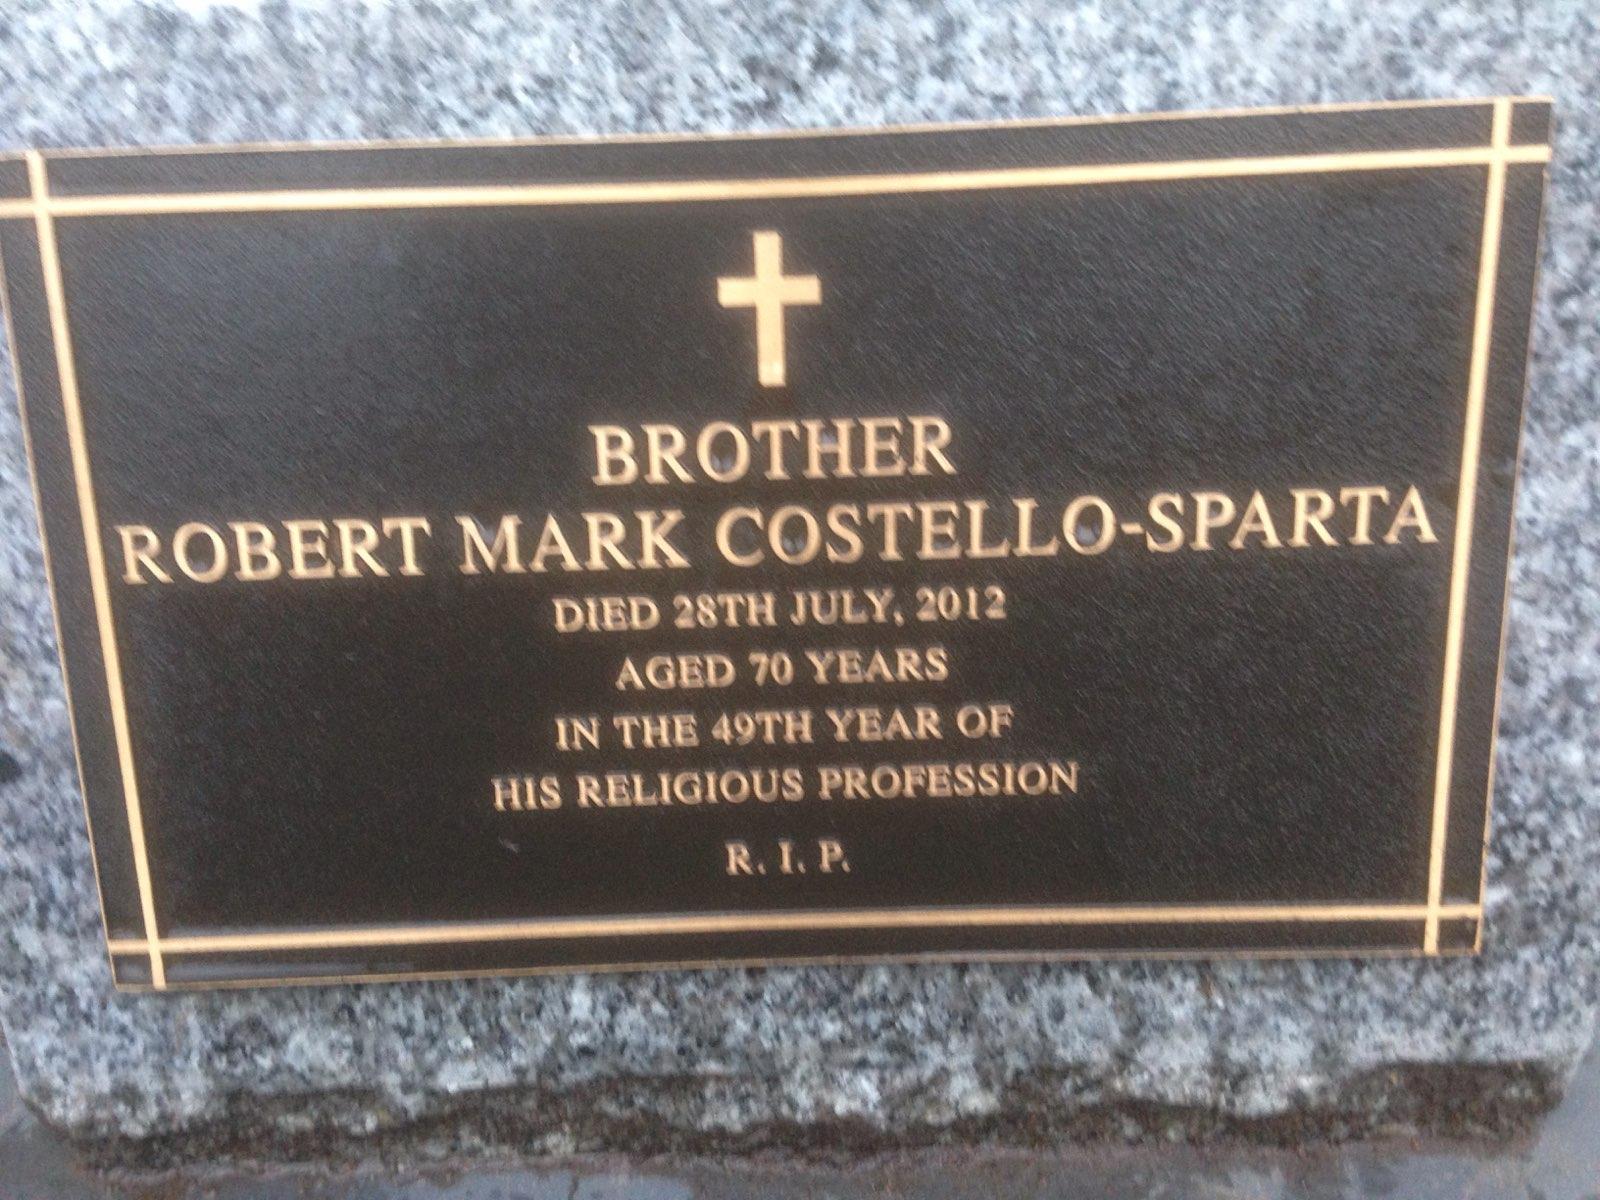 BROTHER
ROBERT MARK COSTELLO-SPARTA
DIED 28TH JULY, 2012
AGED 70 YEARS
IN THE 49TH YEAR OF
HIS RELIGIOUS PROFESSION
R. I. P.